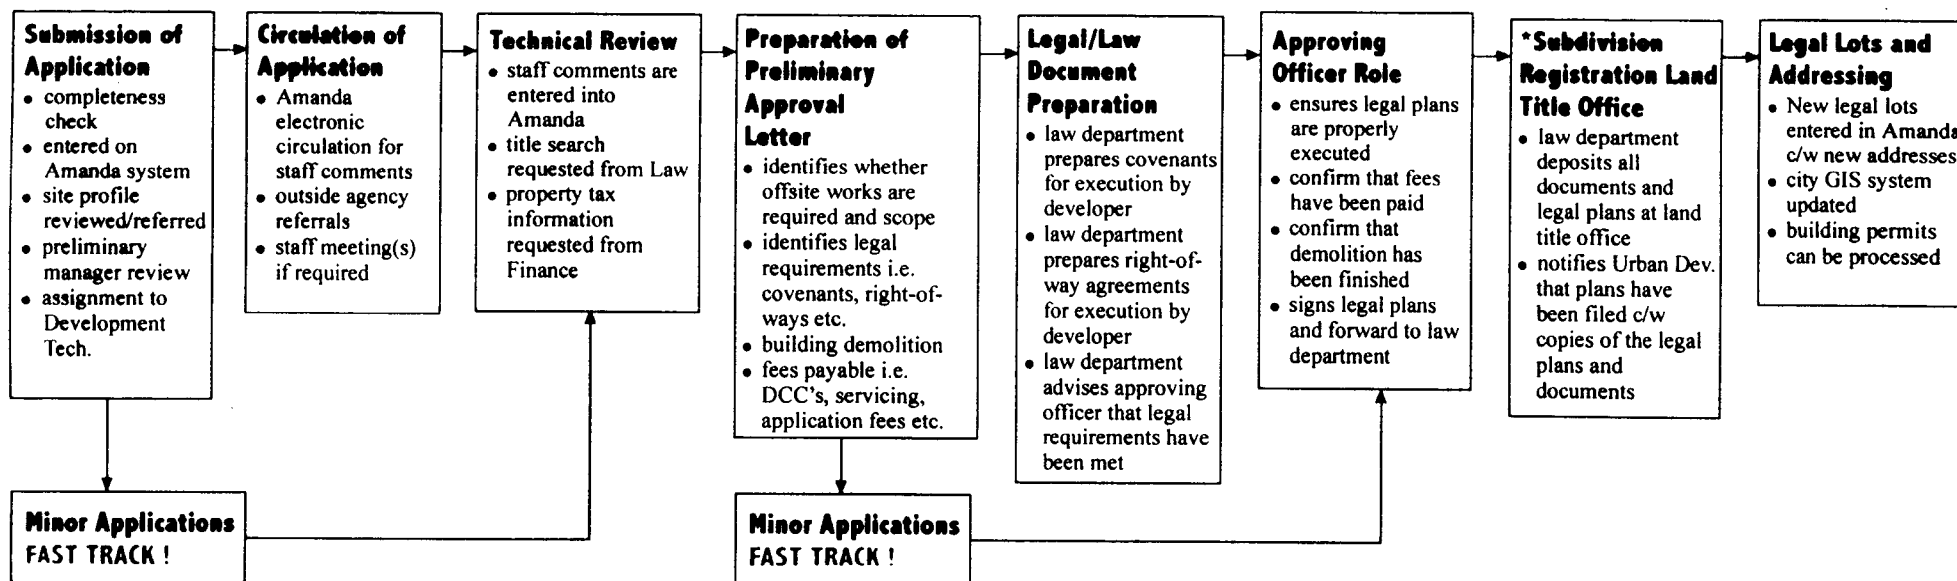 Submission of
Application
• completeness
check
• entered on
Amanda system
• site profile
reviewed/referred
• preliminary
manager review
• assignment to
Development
Tech.
Circulation of
Application
• Amanda
electronic
circulation for
staff comments
• outside agency
referrals
• staff meeting(s)
if required
Technical Review
• staff comments are
entered into
Amanda
• title search
requested from Law
• property tax
information
requested from
Finance
Preparation of
Preliminary
Approval
Letter
• identifies whether
offsite works are
required and scope
• identifies legal
requirements i.e.
covenants, right-of-
ways etc.
• building demolition
• fees payable i.e.
DCC's, servicing,
application fees etc.
Legal/Law
Document
Preparation
• law department
prepares covenants
for execution by
developer
• law department
prepares right-of-
way agreements
for execution by
developer
• law department
advises approving
officer that legal
requirements have
been met
Approving
Officer Role
• ensures legal plans
are properly
executed
• confirm that fees
have been paid
• confirm that
demolition has
been finished
• signs legal plans
and forward to law
department
*Subdivision
Registration Land
Title Office
• law department
deposits all
documents and
legal plans at land
title office
• notifies Urban Dev.
that plans have
been filed c/w
copies of the legal
plans and
documents
Legal Lots and
Addressing
• New legal lots
entered in Amanda
c/w new addresses
• city GIS system
updated
• building permits
can be processed
Minor Applications
FAST TRACK !
Minor Applications
FAST TRACK !